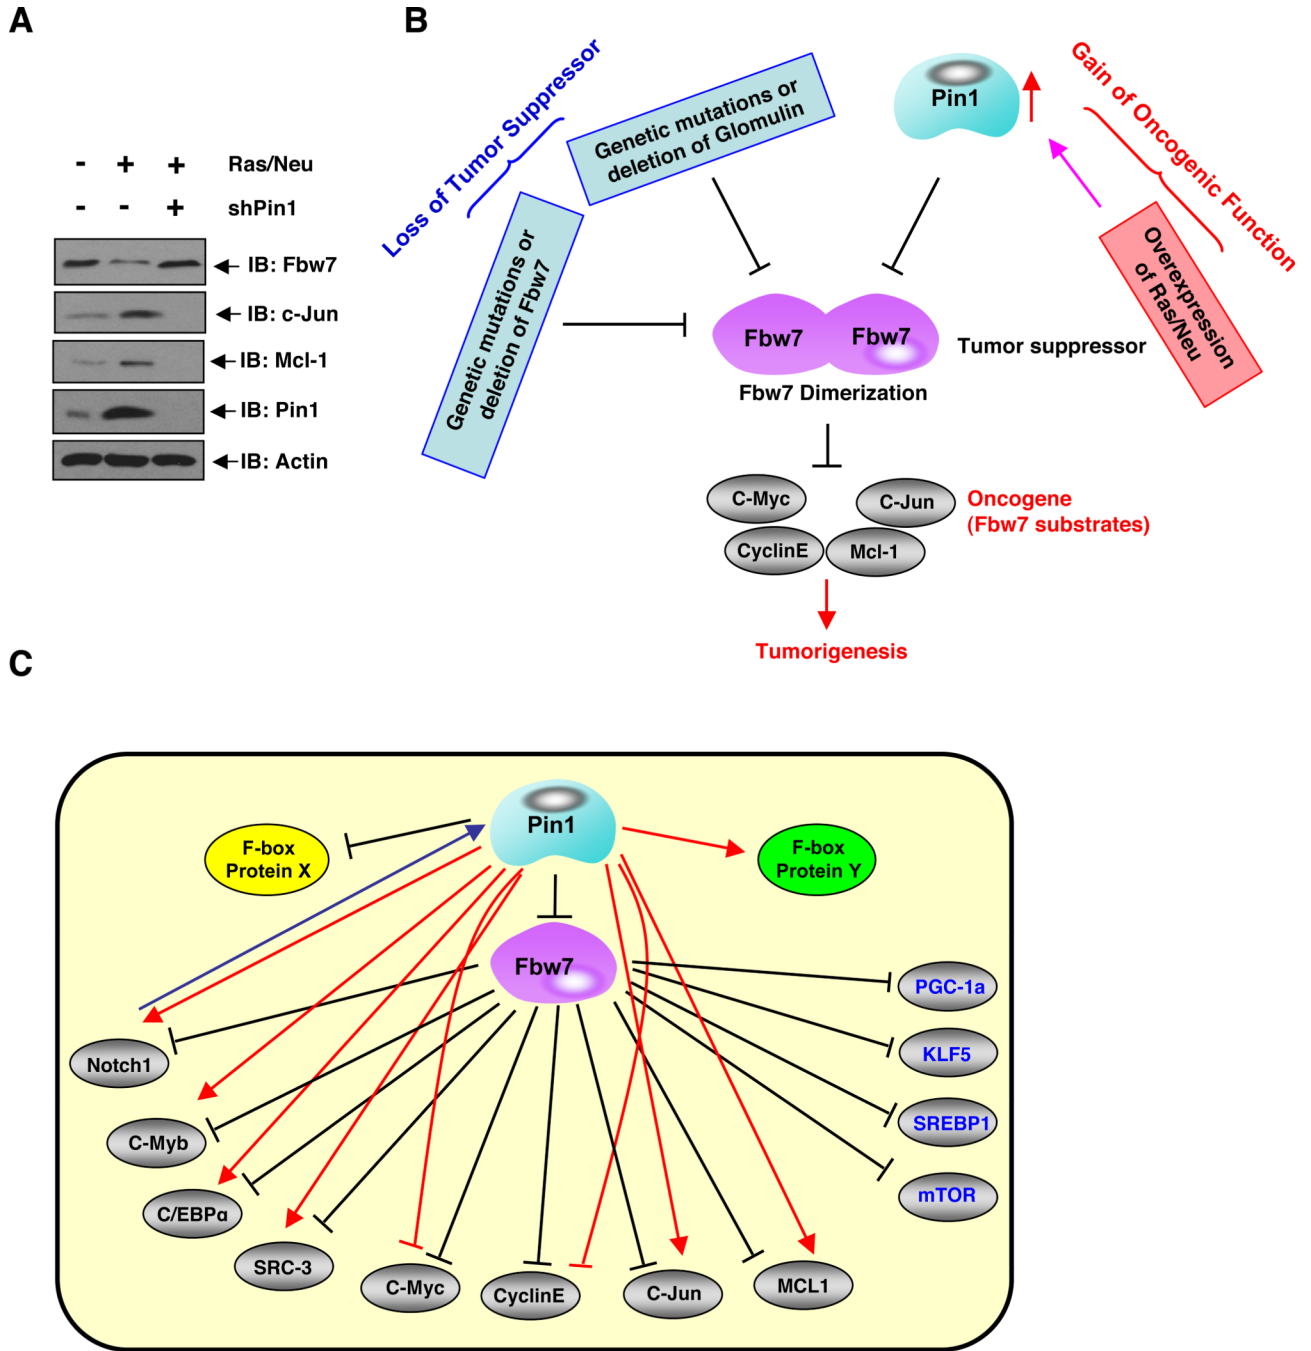 A
- + + Ras/Neu
- - + shPin1
IB: Fbw7
IB: c-Jun
IB: Mcl-1
IB: Pin1
IB: Actin
B
Loss of Tumor Suppressor
Genetic mutations or
deletion of Glomulin
Genetic mutations or
deletion of Fbw7
Pin1
Gain of Oncogenic Function
Overexpression
of Ras/Neu
Fbw7
Fbw7
Tumor suppressor
Fbw7 Dimerization
C-Myc
C-Jun
CyclinE
Mcl-1
Oncogene
(Fbw7 substrates)
Tumorigenesis
C
Pin1
F-box
Protein X
F-box
Protein Y
Fbw7
Notch1
C-Myb
C/EBPα
SRC-3
C-Myc
CyclinE
C-Jun
MCL1
PGC-1a
KLF5
SREBP1
mTOR